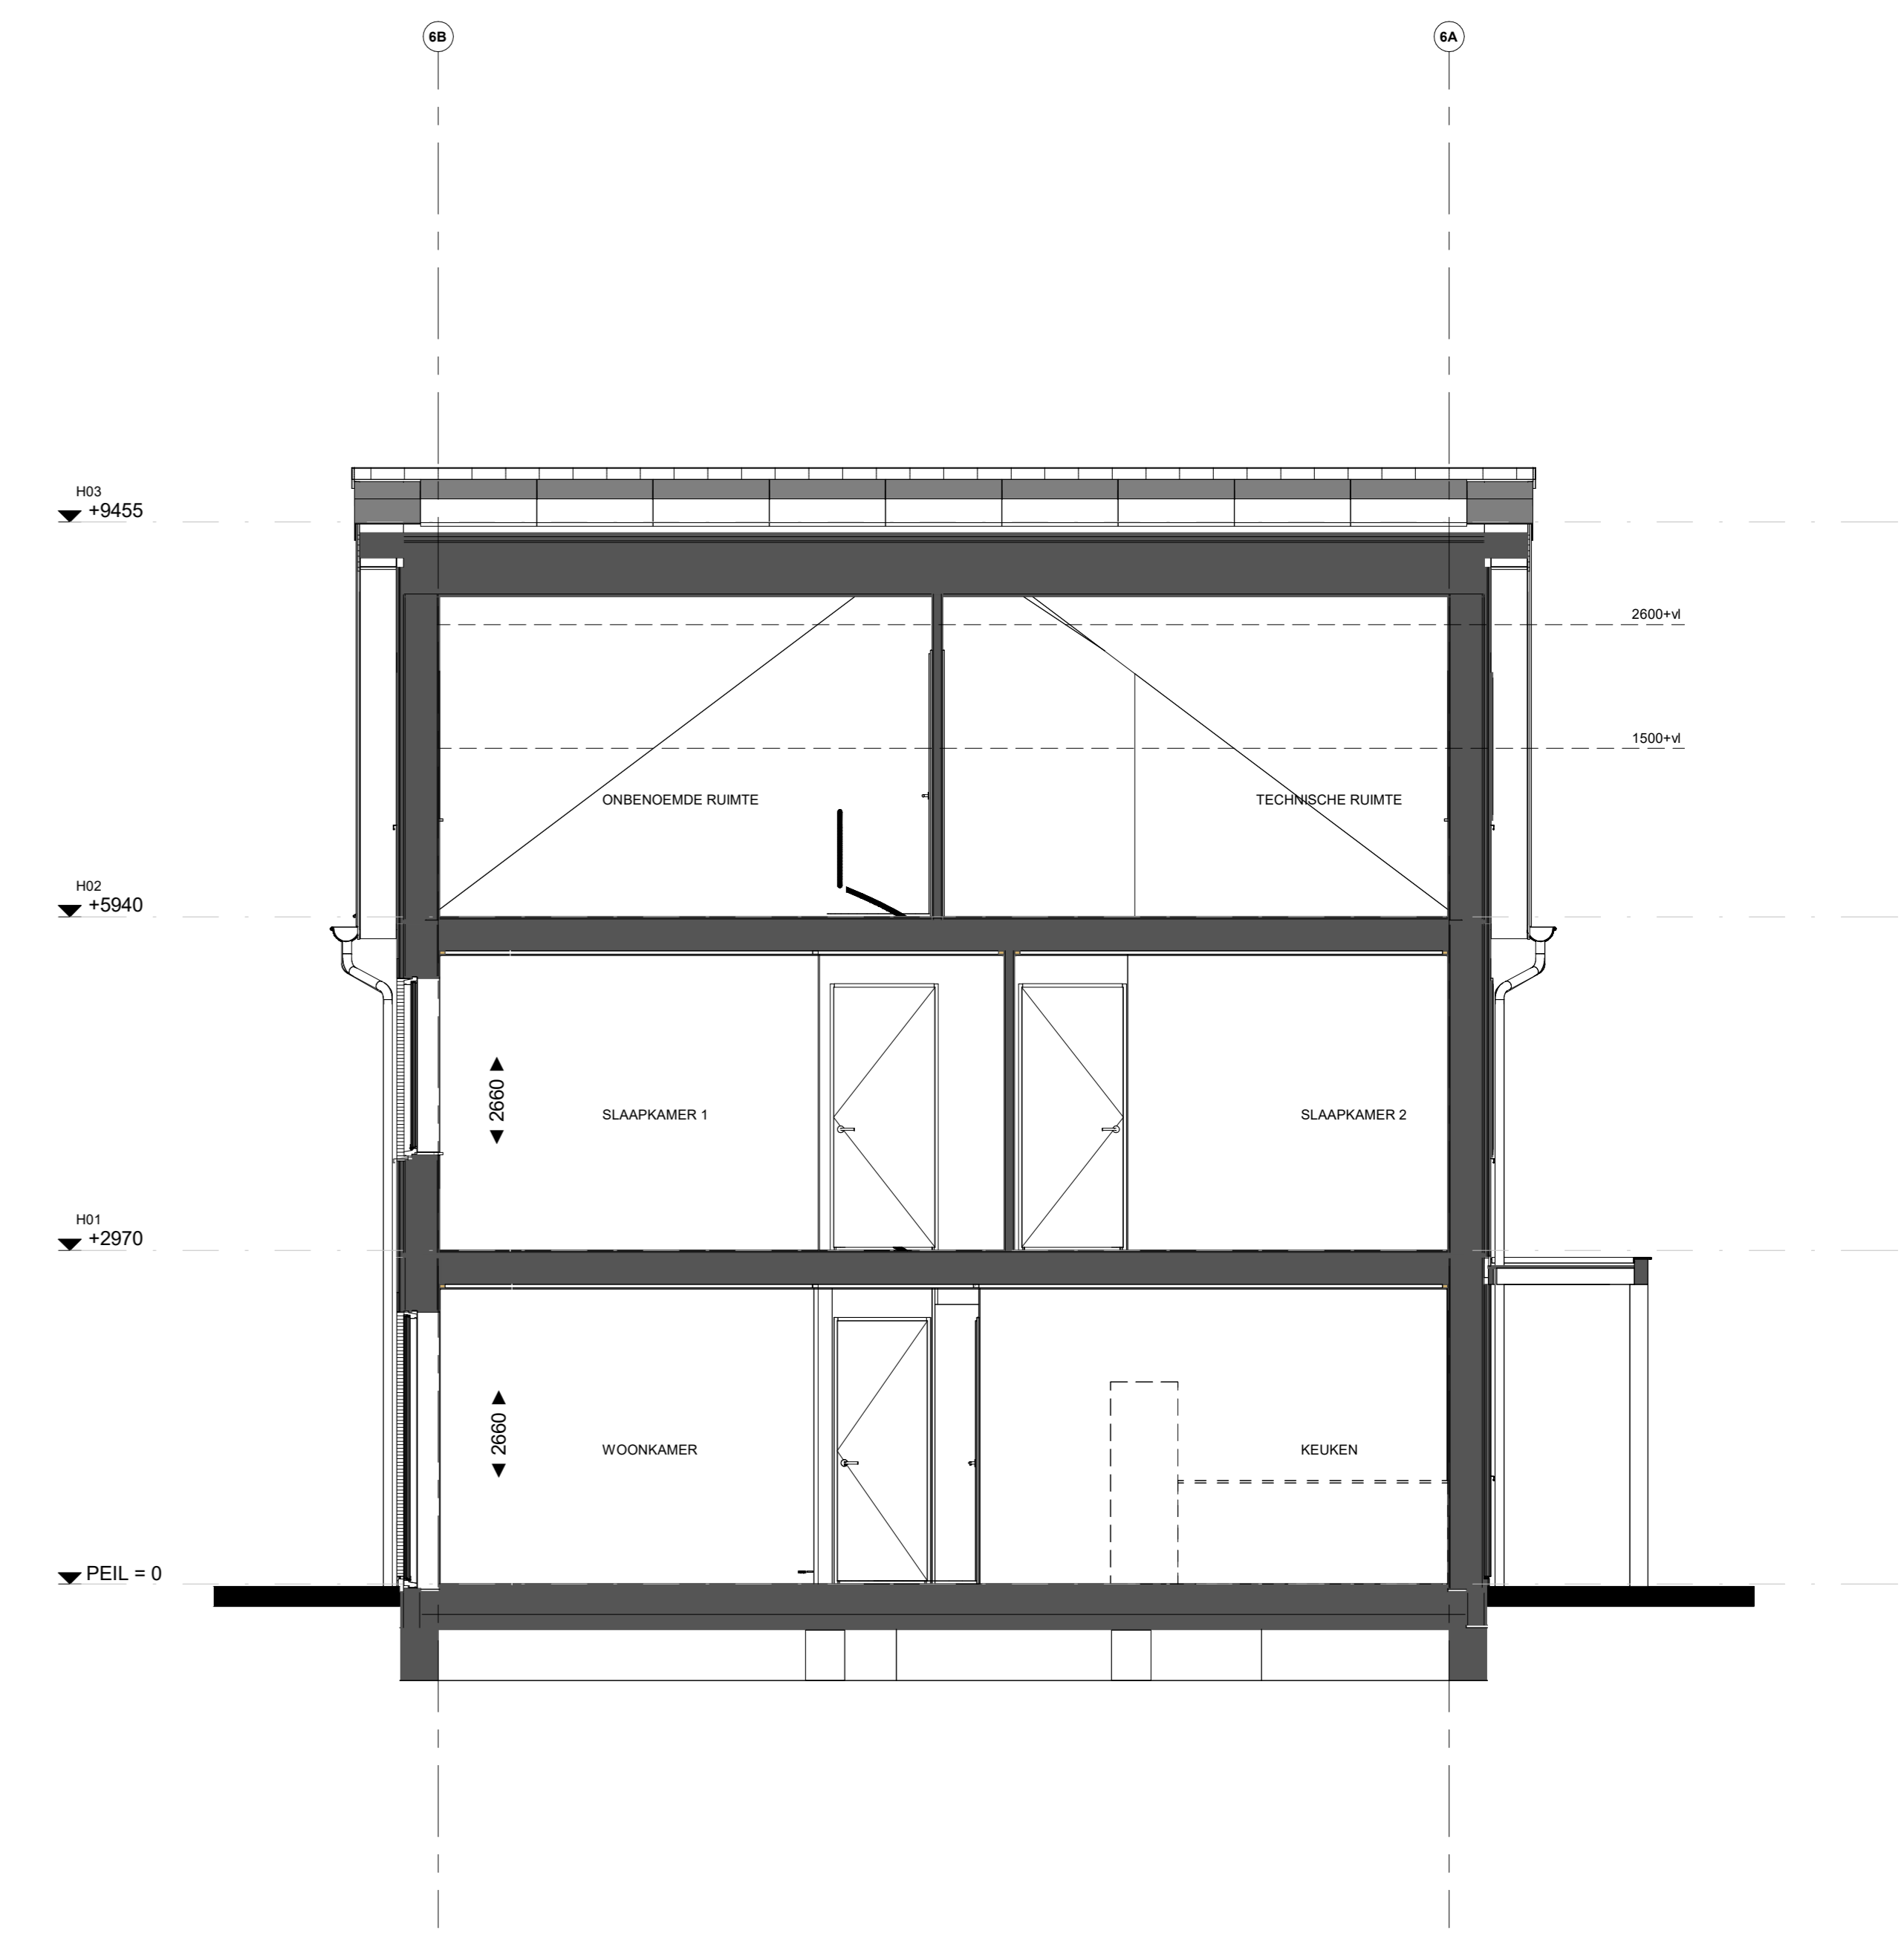 6B
6A
H03
+9455
2600+vl
1500+vl
ONBENOEMDE RUIMTE
TECHNISCHE RUIMTE
H02
+5940
2660
SLAAPKAMER 1
SLAAPKAMER 2
H01
+2970
2660
WOONKAMER
KEUKEN
PEIL = 0